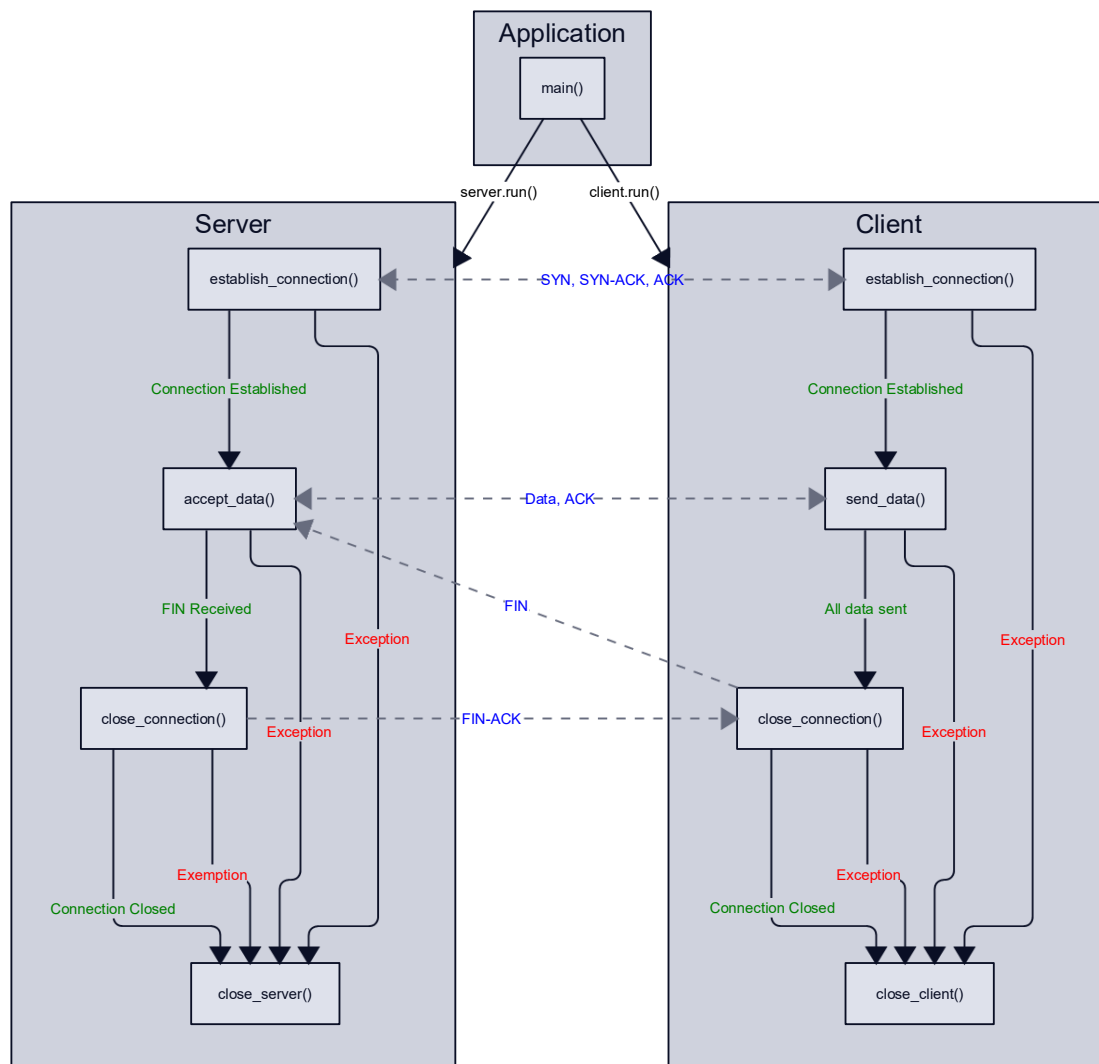 Application
main()
server.run()
client.run()
Server
Client
establish_connection()
SYN, SYN-ACK, ACK
establish_connection()
Connection Established
Connection Established
accept_data()
Data, ACK
send_data()
FIN Received
FIN
All data sent
Exception
Exception
close_connection()
FIN-ACK
close_connection()
Exception
Exception
Exemption
Exception
Connection Closed
Connection Closed
close_server()
close_client()